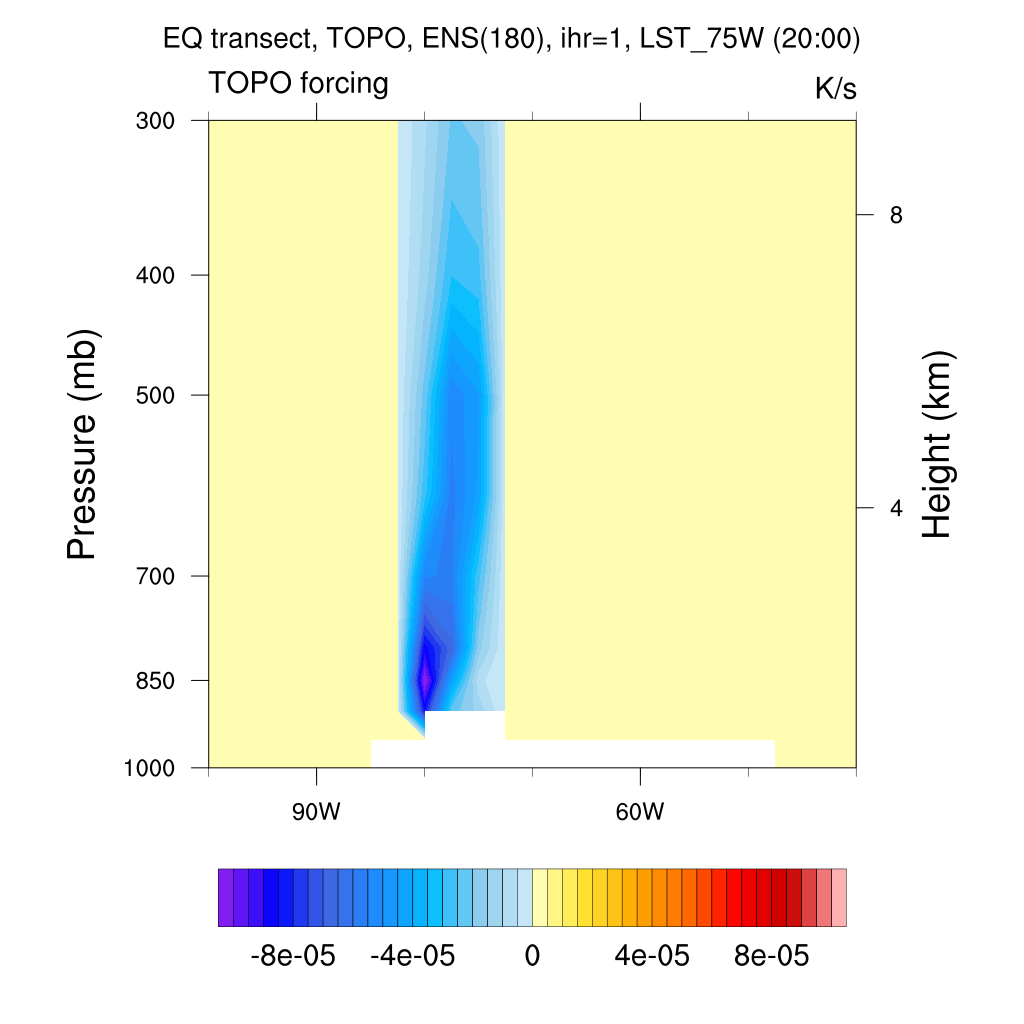 EQ transect, TOPO, ENS(180), ihr=1, LST_75W (20:00)
TOPO forcing
K/s
300
400
500
700
850
1000
Pressure (mb)
8
4
Height (km)
90W
60W
-8e-05
-4e-05
0
4e-05
8e-05